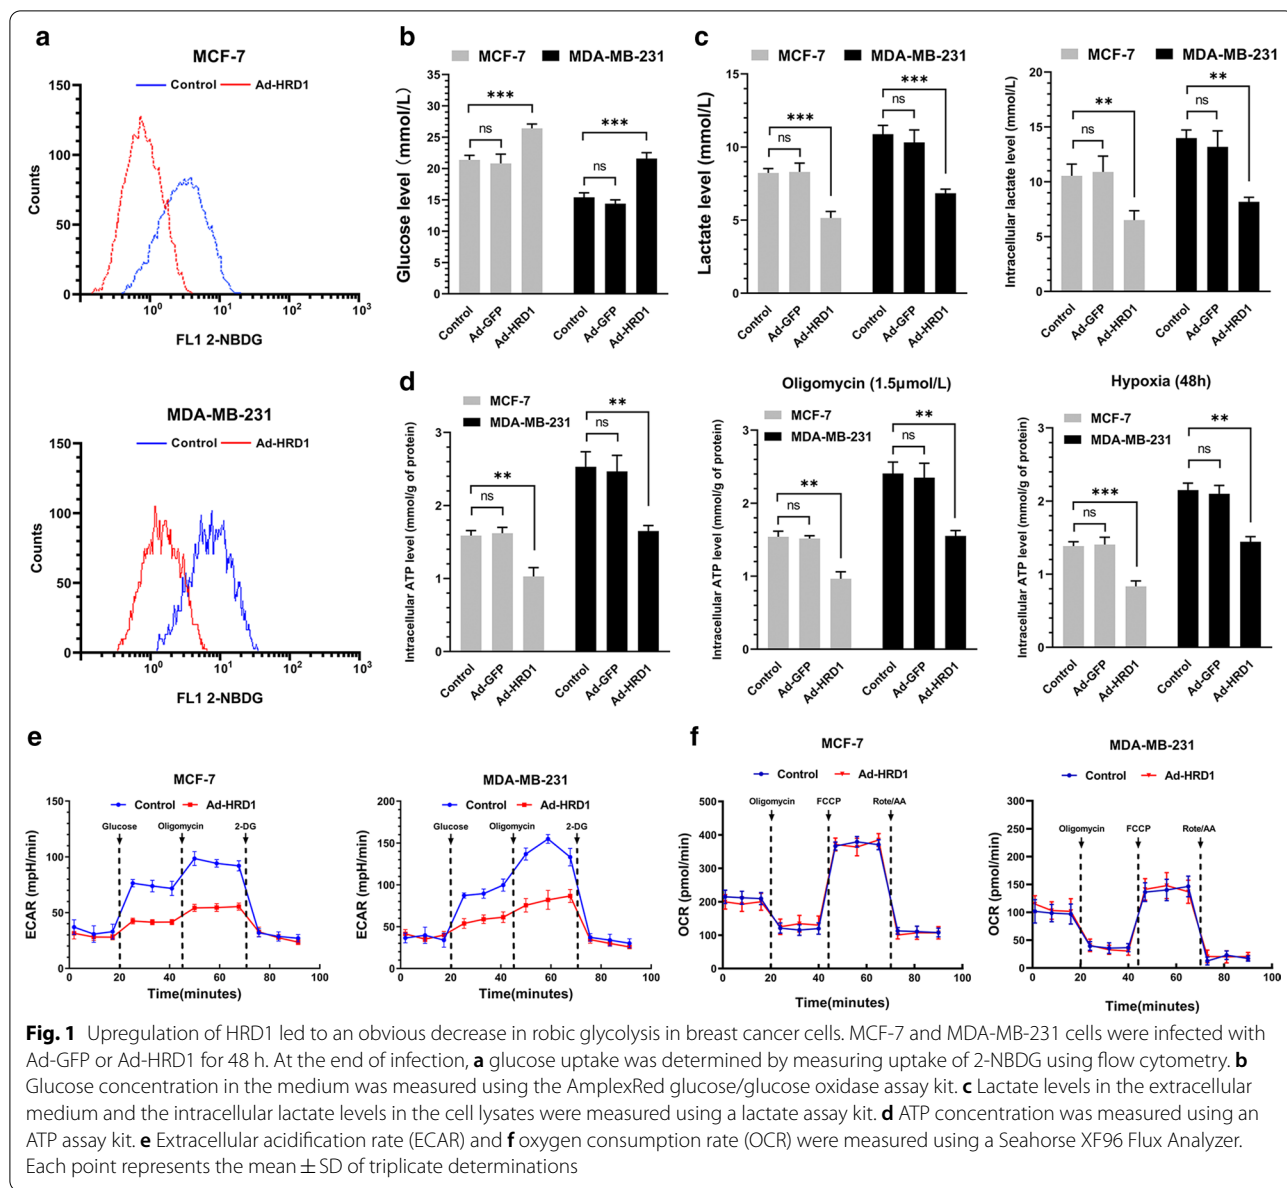 a
MCF-7
Control Ad-HRD1
150
100
50
0
Counts
10⁰ 10¹ 10² 10³
FL1 2-NBDG
MDA-MB-231
Control Ad-HRD1
150
100
50
0
Counts
10⁰ 10¹ 10² 10³
FL1 2-NBDG
b
MCF-7 MDA-MB-231
35
30
25
20
15
10
5
0
Glucose level (mmol/L)
*** ns
*** ns
Control Ad-GFP Ad-HRD1 Control Ad-GFP Ad-HRD1
c
MCF-7 MDA-MB-231
15
10
5
0
Lactate level (mmol/L)
*** ns
*** ns
Control Ad-GFP Ad-HRD1 Control Ad-GFP Ad-HRD1
MCF-7 MDA-MB-231
20
15
10
5
0
Intracellular lactate level (mmol/L)
** ns
** ns
Control Ad-GFP Ad-HRD1 Control Ad-GFP Ad-HRD1
d
MCF-7
MDA-MB-231
3
2
1
0
Intracellular ATP level (mmol/g of protein)
** ns
** ns
Control Ad-GFP Ad-HRD1 Control Ad-GFP Ad-HRD1
Oligomycin (1.5μmol/L)
MCF-7
MDA-MB-231
3
2
1
0
Intracellular ATP level (mmol/g of protein)
** ns
** ns
Control Ad-GFP Ad-HRD1 Control Ad-GFP Ad-HRD1
Hypoxia (48h)
MCF-7
MDA-MB-231
3
2
1
0
Intracellular ATP level (mmol/g of protein)
*** ns
** ns
Control Ad-GFP Ad-HRD1 Control Ad-GFP Ad-HRD1
e
MCF-7
Control Ad-HRD1
Glucose Oligomycin 2-DG
150
100
50
0
ECAR (mpH/min)
0 20 40 60 80 100
Time(minutes)
MDA-MB-231
Control Ad-HRD1
Glucose Oligomycin 2-DG
200
150
100
50
0
ECAR (mpH/min)
0 20 40 60 80 100
Time(minutes)
f
MCF-7
Control Ad-HRD1
Oligomycin FCCP Rote/AA
500
400
300
200
100
0
OCR (pmol/min)
0 20 40 60 80 100
Time(minutes)
MDA-MB-231
Control Ad-HRD1
Oligomycin FCCP Rote/AA
300
250
200
150
100
50
0
OCR (pmol/min)
0 20 40 60 80 100
Time(minutes)
Fig. 1 Upregulation of HRD1 led to an obvious decrease in robic glycolysis in breast cancer cells. MCF-7 and MDA-MB-231 cells were infected with
Ad-GFP or Ad-HRD1 for 48 h. At the end of infection, a glucose uptake was determined by measuring uptake of 2-NBDG using flow cytometry. b
Glucose concentration in the medium was measured using the AmplexRed glucose/glucose oxidase assay kit. c Lactate levels in the extracellular
medium and the intracellular lactate levels in the cell lysates were measured using a lactate assay kit. d ATP concentration was measured using an
ATP assay kit. e Extracellular acidification rate (ECAR) and f oxygen consumption rate (OCR) were measured using a Seahorse XF96 Flux Analyzer.
Each point represents the mean ± SD of triplicate determinations